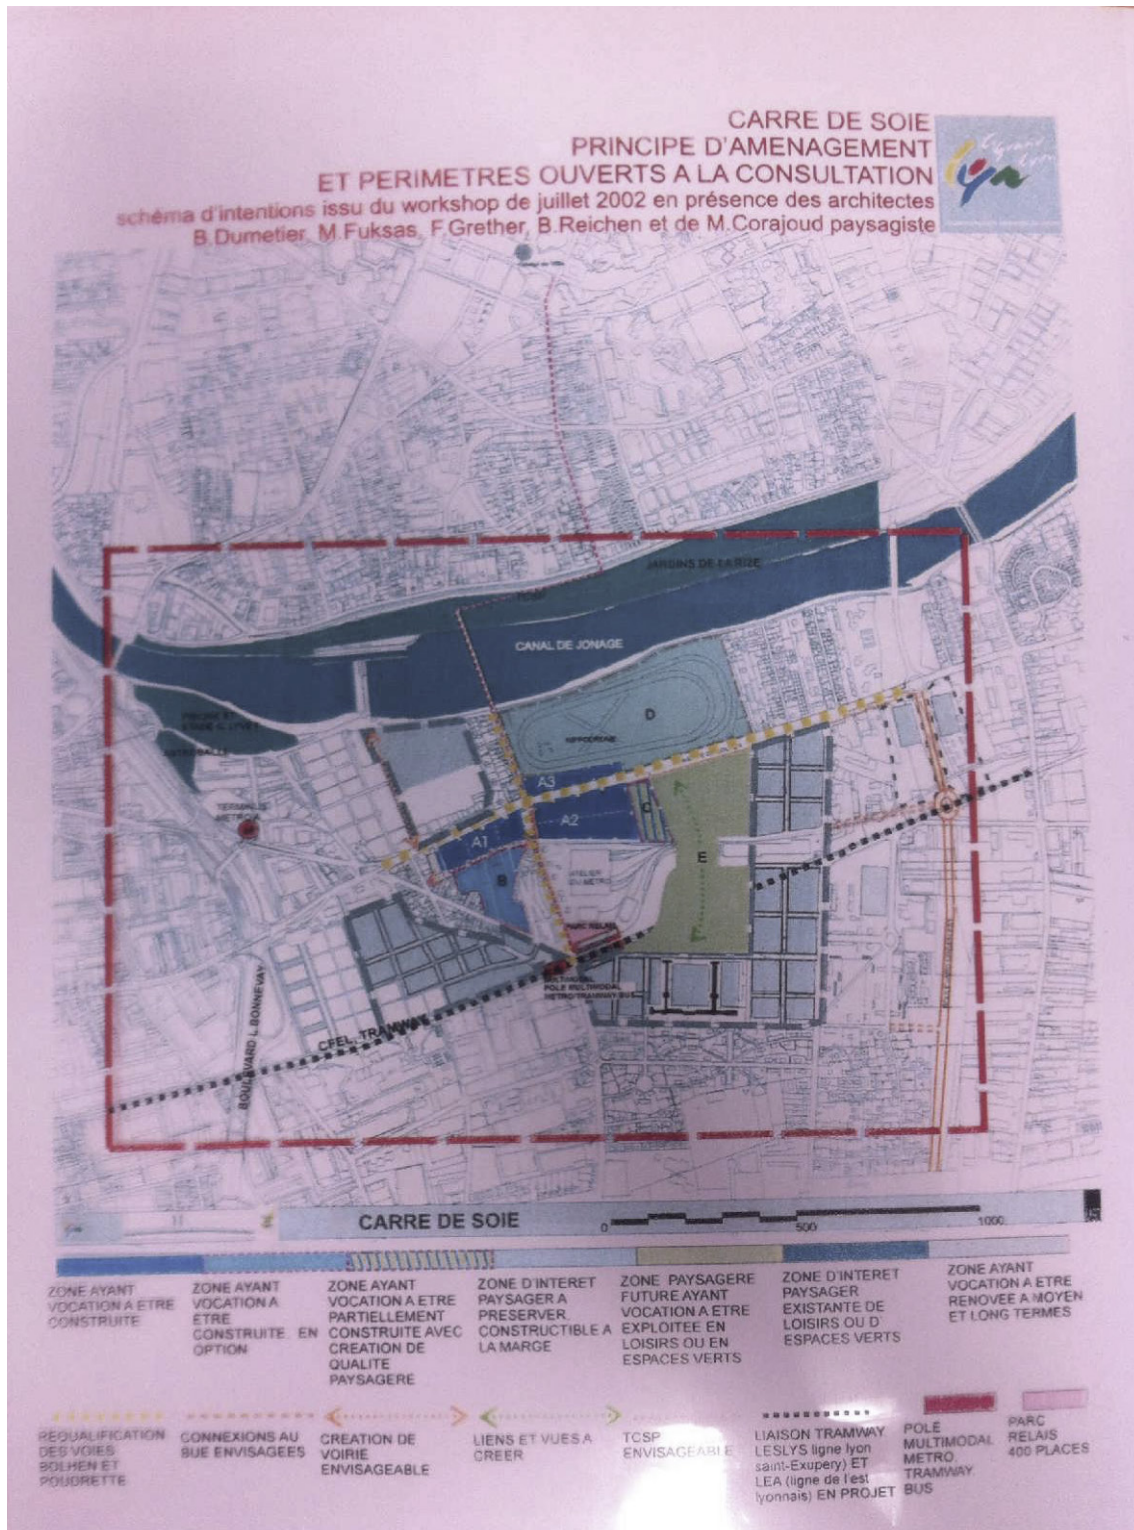 CARRE DE SOIE
PRINCIPE D'AMENAGEMENT
ET PERIMETRES OUVERTS A LA CONSULTATION
schéma d'intentions issu du workshop de juillet 2002 en présence des architectes
B.Dumetier, M.Fuksas, F.Grether, B.Reichen et de M.Corajoud paysagiste
JARDINS DE LA RIZE
CANAL DE JONAGE
D
HIPPODROME
TERMINUS
METRO A
A3
A2
C
A1
B
E
ATELIER
DU METRO
PARC RELAIS
POLE MULTIMODAL
METRO/TRAMWAY/BUS
CFEL, TRAMWAY
BOULEVARD L. BONNEVAY
CARRE DE SOIE
0 500 1000
ZONE AYANT
VOCATION A ETRE
CONSTRUITE
ZONE AYANT
VOCATION A
ETRE
CONSTRUITE EN
OPTION
ZONE AYANT
VOCATION A ETRE
PARTIELLEMENT
CONSTRUITE AVEC
CREATION DE
QUALITE
PAYSAGERE
ZONE D'INTERET
PAYSAGER A
PRESERVER,
CONSTRUCTIBLE A
LA MARGE
ZONE PAYSAGERE
FUTURE AYANT
VOCATION A ETRE
EXPLOITEE EN
LOISIRS OU EN
ESPACES VERTS
ZONE D'INTERET
PAYSAGER
EXISTANTE DE
LOISIRS OU D'
ESPACES VERTS
ZONE AYANT
VOCATION A ETRE
RENOVEE A MOYEN
ET LONG TERMES
REQUALIFICATION
DES VOIES
BOLHEN ET
POUDRETTE
CONNEXIONS AU
BUE ENVISAGEES
CREATION DE
VOIRIE
ENVISAGEABLE
LIENS ET VUES A
CREER
TCSP
ENVISAGEABLE
LIAISON TRAMWAY
LESLYS ligne lyon
saint-Exupery) ET
LEA (ligne de l'est
lyonnais) EN PROJET
POLE
MULTIMODAL
METRO,
TRAMWAY,
BUS
PARC
RELAIS
400 PLACES